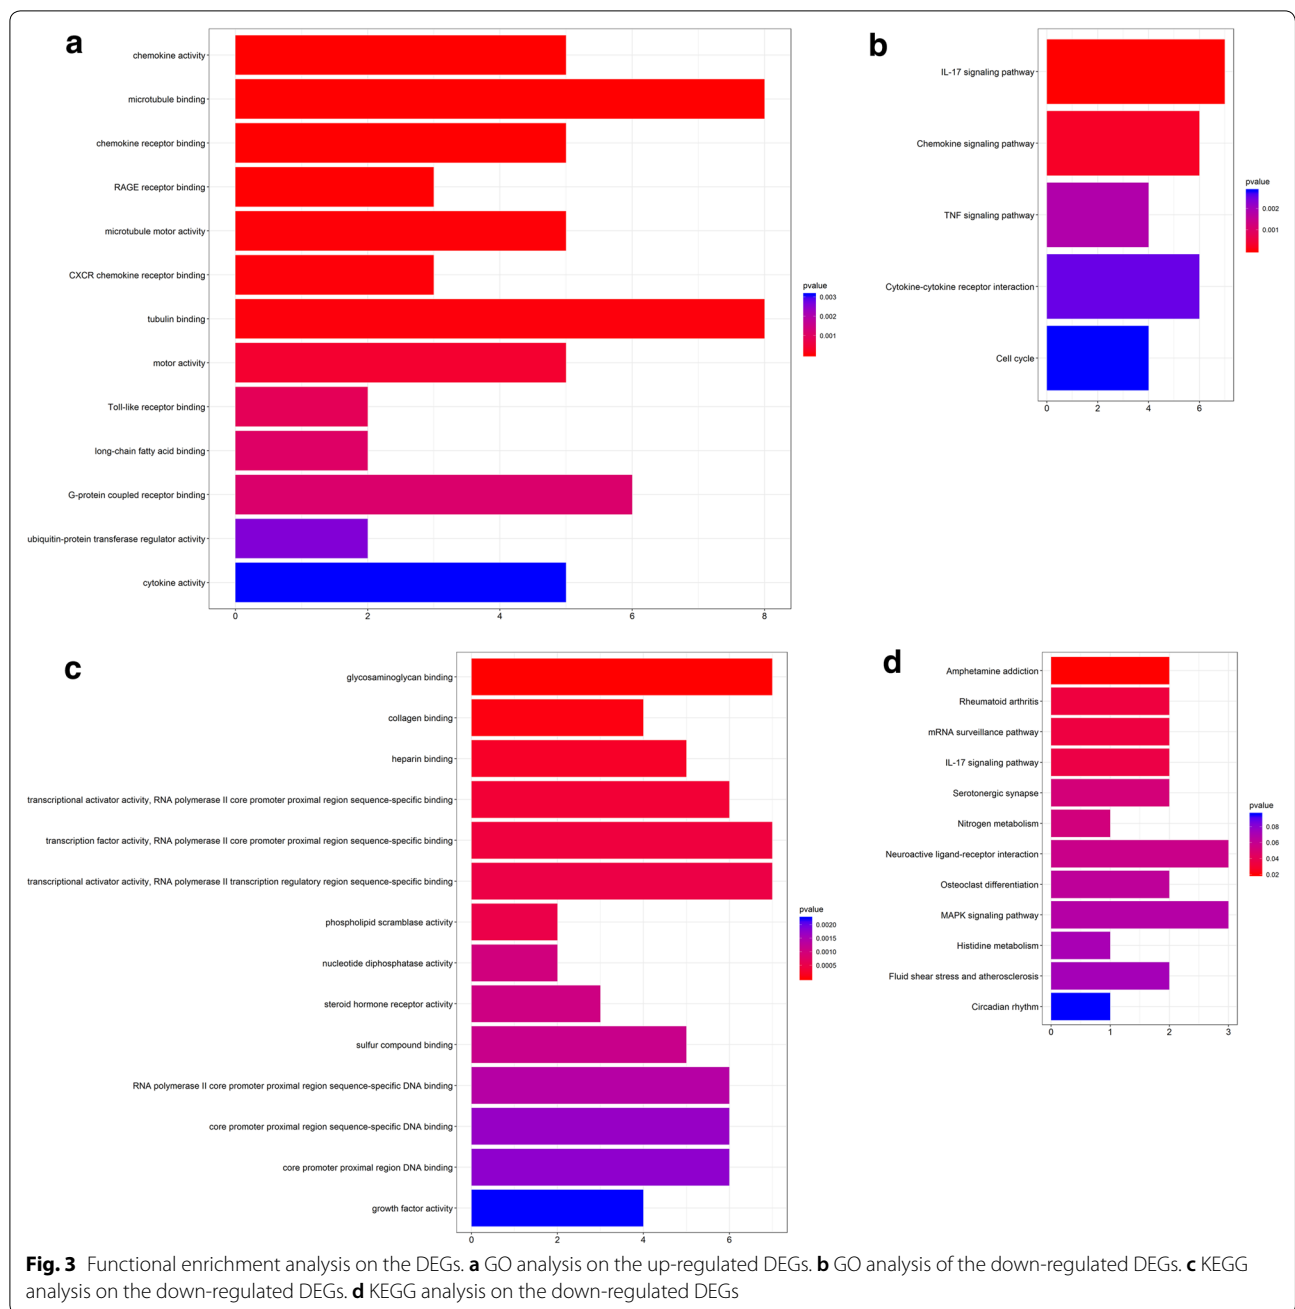 a
chemokine activity
microtubule binding
chemokine receptor binding
RAGE receptor binding
microtubule motor activity
CXCR chemokine receptor binding
tubulin binding
motor activity
Toll-like receptor binding
long-chain fatty acid binding
G-protein coupled receptor binding
ubiquitin-protein transferase regulator activity
cytokine activity
0 2 4 6 8
pvalue
0.003
0.002
0.001
b
IL-17 signaling pathway
Chemokine signaling pathway
TNF signaling pathway
Cytokine-cytokine receptor interaction
Cell cycle
0 2 4 6
pvalue
0.002
0.001
c
glycosaminoglycan binding
collagen binding
heparin binding
transcriptional activator activity, RNA polymerase II core promoter proximal region sequence-specific binding
transcription factor activity, RNA polymerase II core promoter proximal region sequence-specific binding
transcriptional activator activity, RNA polymerase II transcription regulatory region sequence-specific binding
phospholipid scramblase activity
nucleotide diphosphatase activity
steroid hormone receptor activity
sulfur compound binding
RNA polymerase II core promoter proximal region sequence-specific DNA binding
core promoter proximal region sequence-specific DNA binding
core promoter proximal region DNA binding
growth factor activity
0 2 4 6
pvalue
0.0020
0.0015
0.0010
0.0005
d
Amphetamine addiction
Rheumatoid arthritis
mRNA surveillance pathway
IL-17 signaling pathway
Serotonergic synapse
Nitrogen metabolism
Neuroactive ligand-receptor interaction
Osteoclast differentiation
MAPK signaling pathway
Histidine metabolism
Fluid shear stress and atherosclerosis
Circadian rhythm
0 1 2 3
pvalue
0.08
0.06
0.04
0.02
Fig. 3 Functional enrichment analysis on the DEGs. a GO analysis on the up-regulated DEGs. b GO analysis of the down-regulated DEGs. c KEGG
analysis on the down-regulated DEGs. d KEGG analysis on the down-regulated DEGs